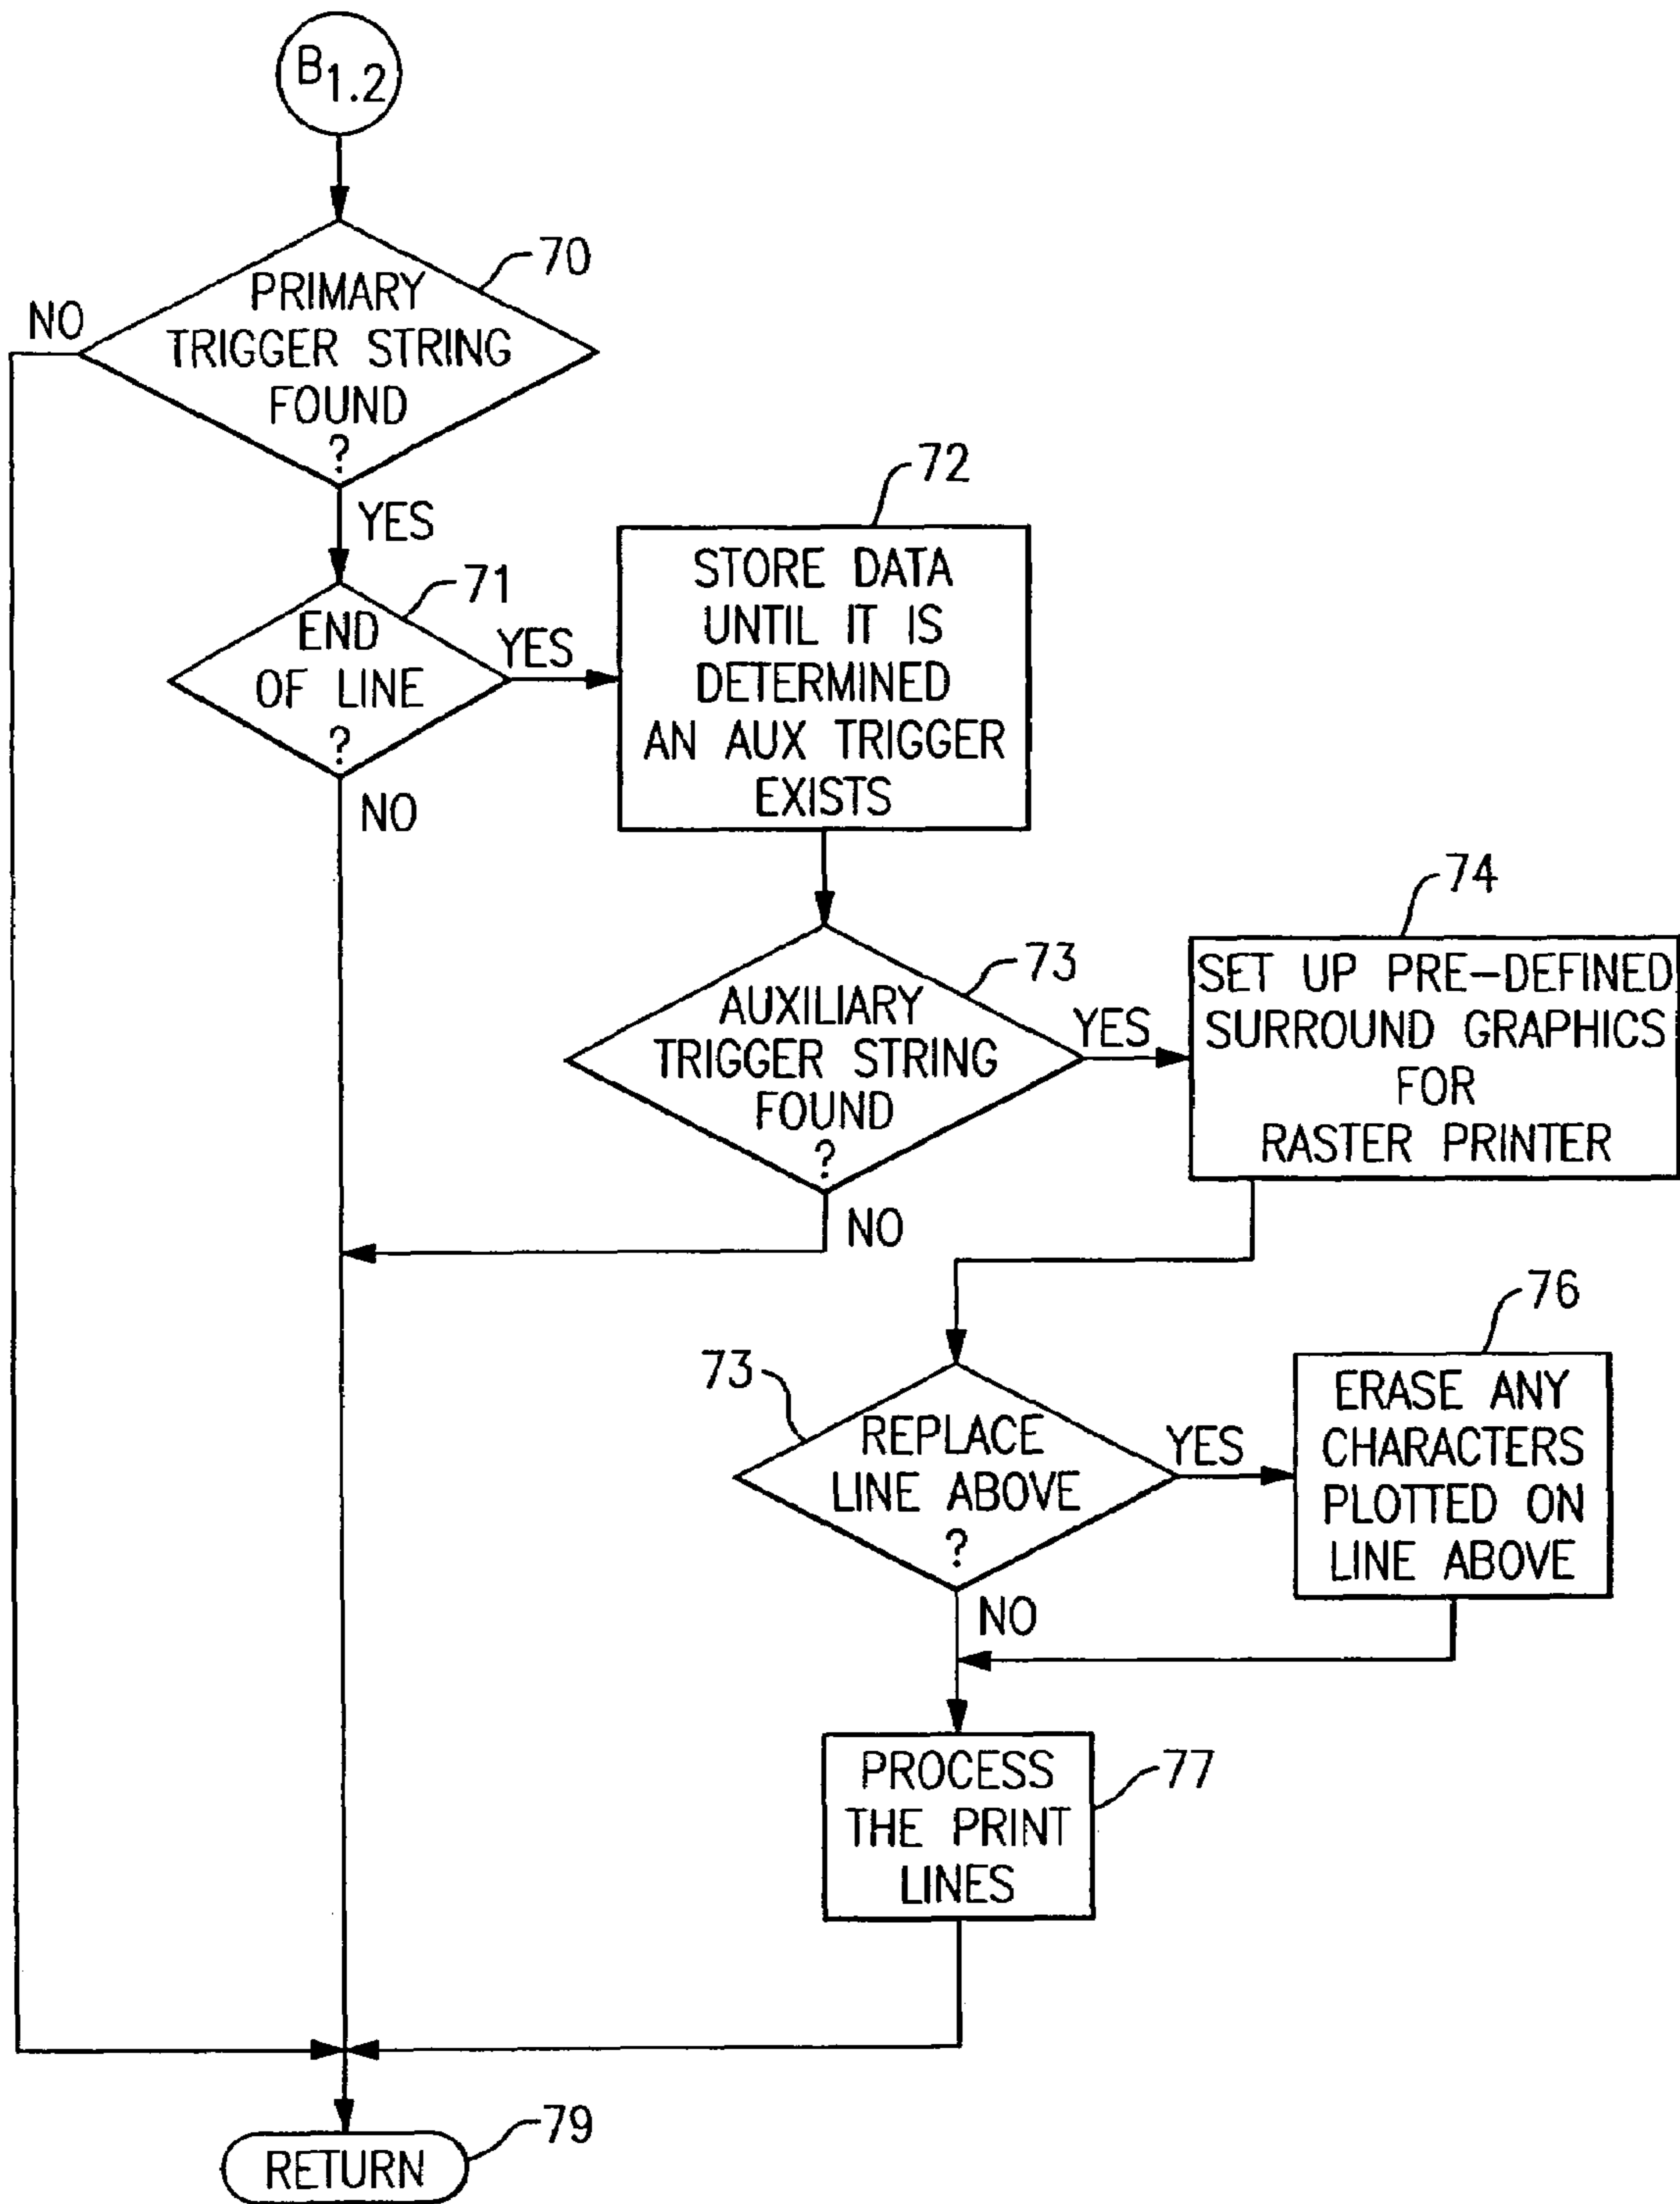 B1.2
70
PRIMARY
TRIGGER STRING
FOUND
?
NO
YES
71
END
OF LINE
?
YES
NO
72
STORE DATA
UNTIL IT IS
DETERMINED
AN AUX TRIGGER
EXISTS
73
AUXILIARY
TRIGGER STRING
FOUND
?
YES
NO
74
SET UP PRE-DEFINED
SURROUND GRAPHICS
FOR
RASTER PRINTER
73
REPLACE
LINE ABOVE
?
YES
NO
76
ERASE ANY
CHARACTERS
PLOTTED ON
LINE ABOVE
77
PROCESS
THE PRINT
LINES
79
RETURN